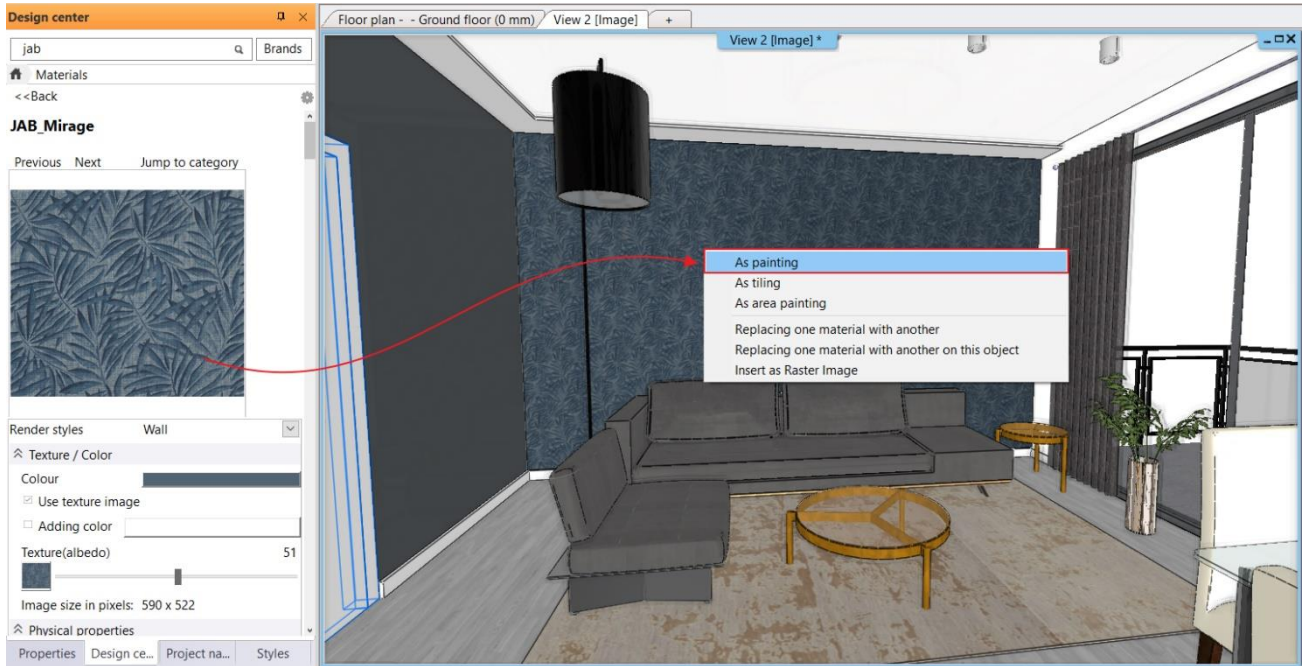 Design center
jab
Brands
Materials
<<Back
JAB_Mirage
Previous Next Jump to category
Render styles Wall
Texture / Color
Colour
Use texture image
Adding color
Texture(albedo) 51
Image size in pixels: 590 x 522
Physical properties
Properties Design ce... Project na... Styles
Floor plan - - Ground floor (0 mm) View 2 [Image] +
View 2 [Image] *
As painting
As tiling
As area painting
Replacing one material with another
Replacing one material with another on this object
Insert as Raster Image